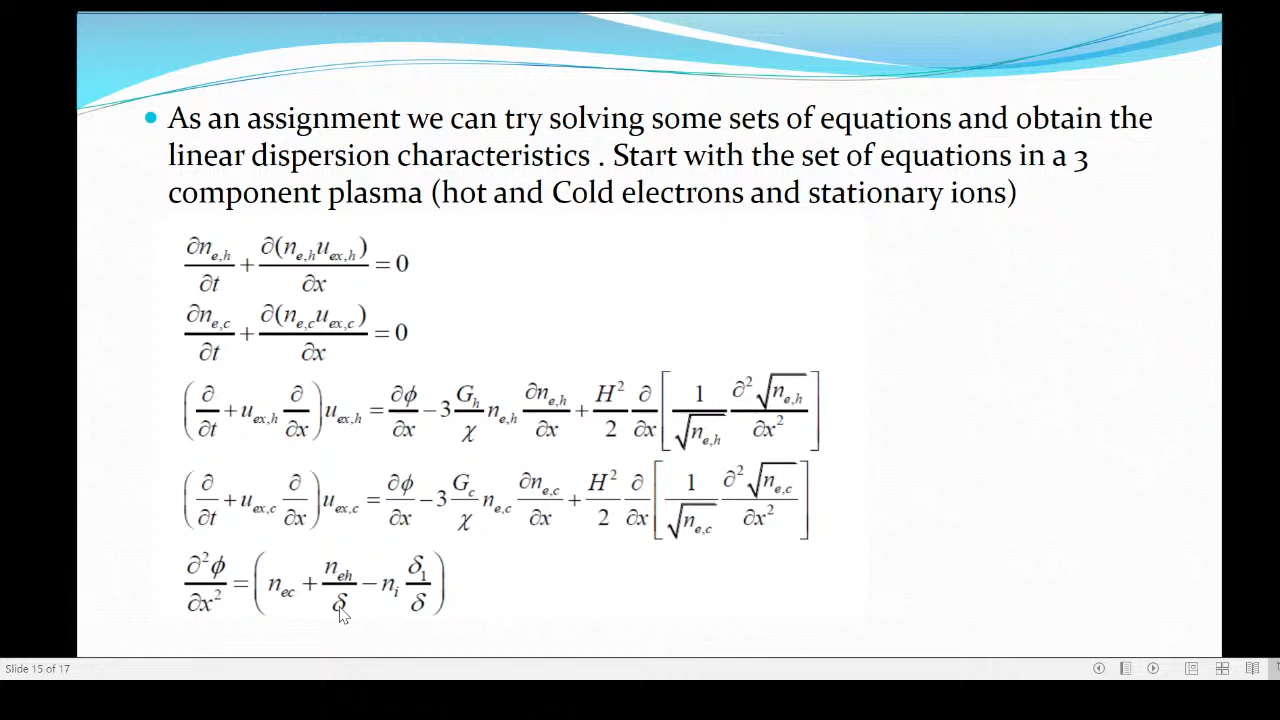 • As an assignment we can try solving some sets of equations and obtain the
linear dispersion characteristics . Start with the set of equations in a 3
component plasma (hot and Cold electrons and stationary ions)
∂n_{e,h}/∂t + ∂(n_{e,h}u_{ex,h})/∂x = 0
∂n_{e,c}/∂t + ∂(n_{e,c}u_{ex,c})/∂x = 0
(∂/∂t + u_{ex,h} ∂/∂x) u_{ex,h} = ∂ϕ/∂x − 3 G_h/χ n_{e,h} ∂n_{e,h}/∂x + H²/2 ∂/∂x [1/√n_{e,h} ∂²√n_{e,h}/∂x²]
(∂/∂t + u_{ex,c} ∂/∂x) u_{ex,c} = ∂ϕ/∂x − 3 G_c/χ n_{e,c} ∂n_{e,c}/∂x + H²/2 ∂/∂x [1/√n_{e,c} ∂²√n_{e,c}/∂x²]
∂²ϕ/∂x² = (n_{ec} + n_{eh}/δ − n_i δ_1/δ)
Slide 15 of 17